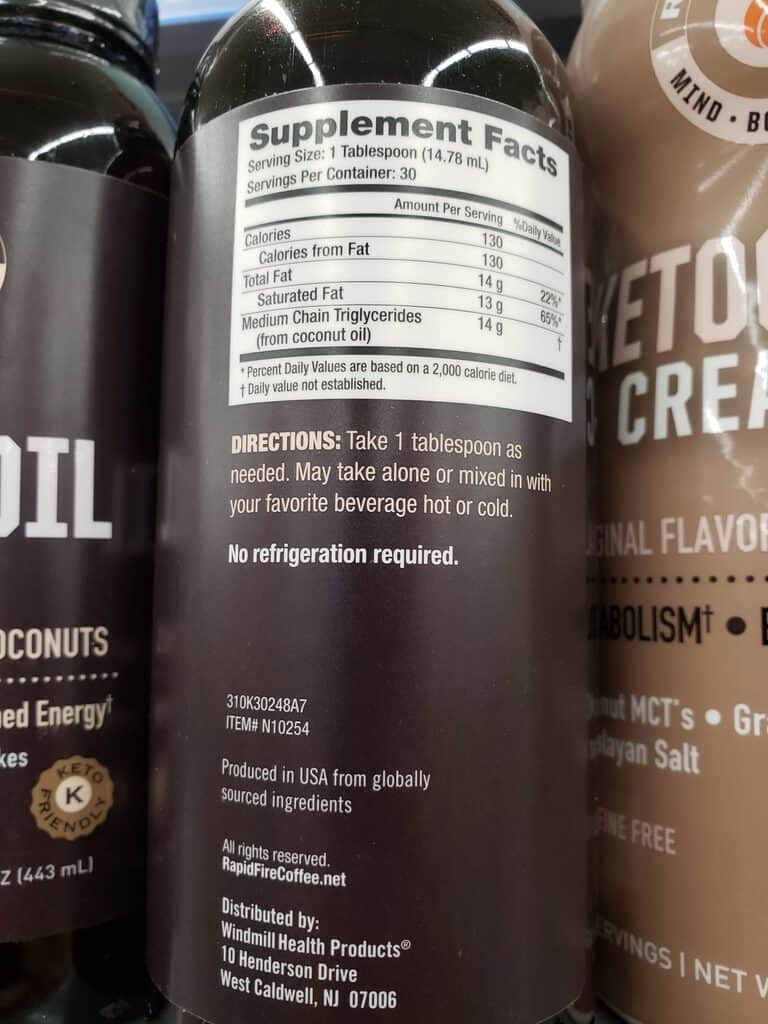 Supplement Facts
Serving Size: 1 Tablespoon (14.78 mL)
Servings Per Container: 30
Amount Per Serving %Daily Value
Calories 130
Calories from Fat 130
Total Fat 14 g 22%*
Saturated Fat 13 g 65%*
Medium Chain Triglycerides 14 g †
(from coconut oil)
* Percent Daily Values are based on a 2,000 calorie diet.
† Daily value not established.
DIRECTIONS: Take 1 tablespoon as
needed. May take alone or mixed in with
your favorite beverage hot or cold.
No refrigeration required.
310K30248A7
ITEM# N10254
Produced in USA from globally
sourced ingredients
All rights reserved.
RapidFireCoffee.net
Distributed by:
Windmill Health Products®
10 Henderson Drive
West Caldwell, NJ 07006
OIL
OCONUTS
ned Energy†
kes
KETO
K
FRIENDLY
Z (443 mL)
MIND • BO
KETO
CREA
GINAL FLAVOR
ABOLISM† •
nut MCT's • Gra
layan Salt
INE FREE
ERVINGS | NET W